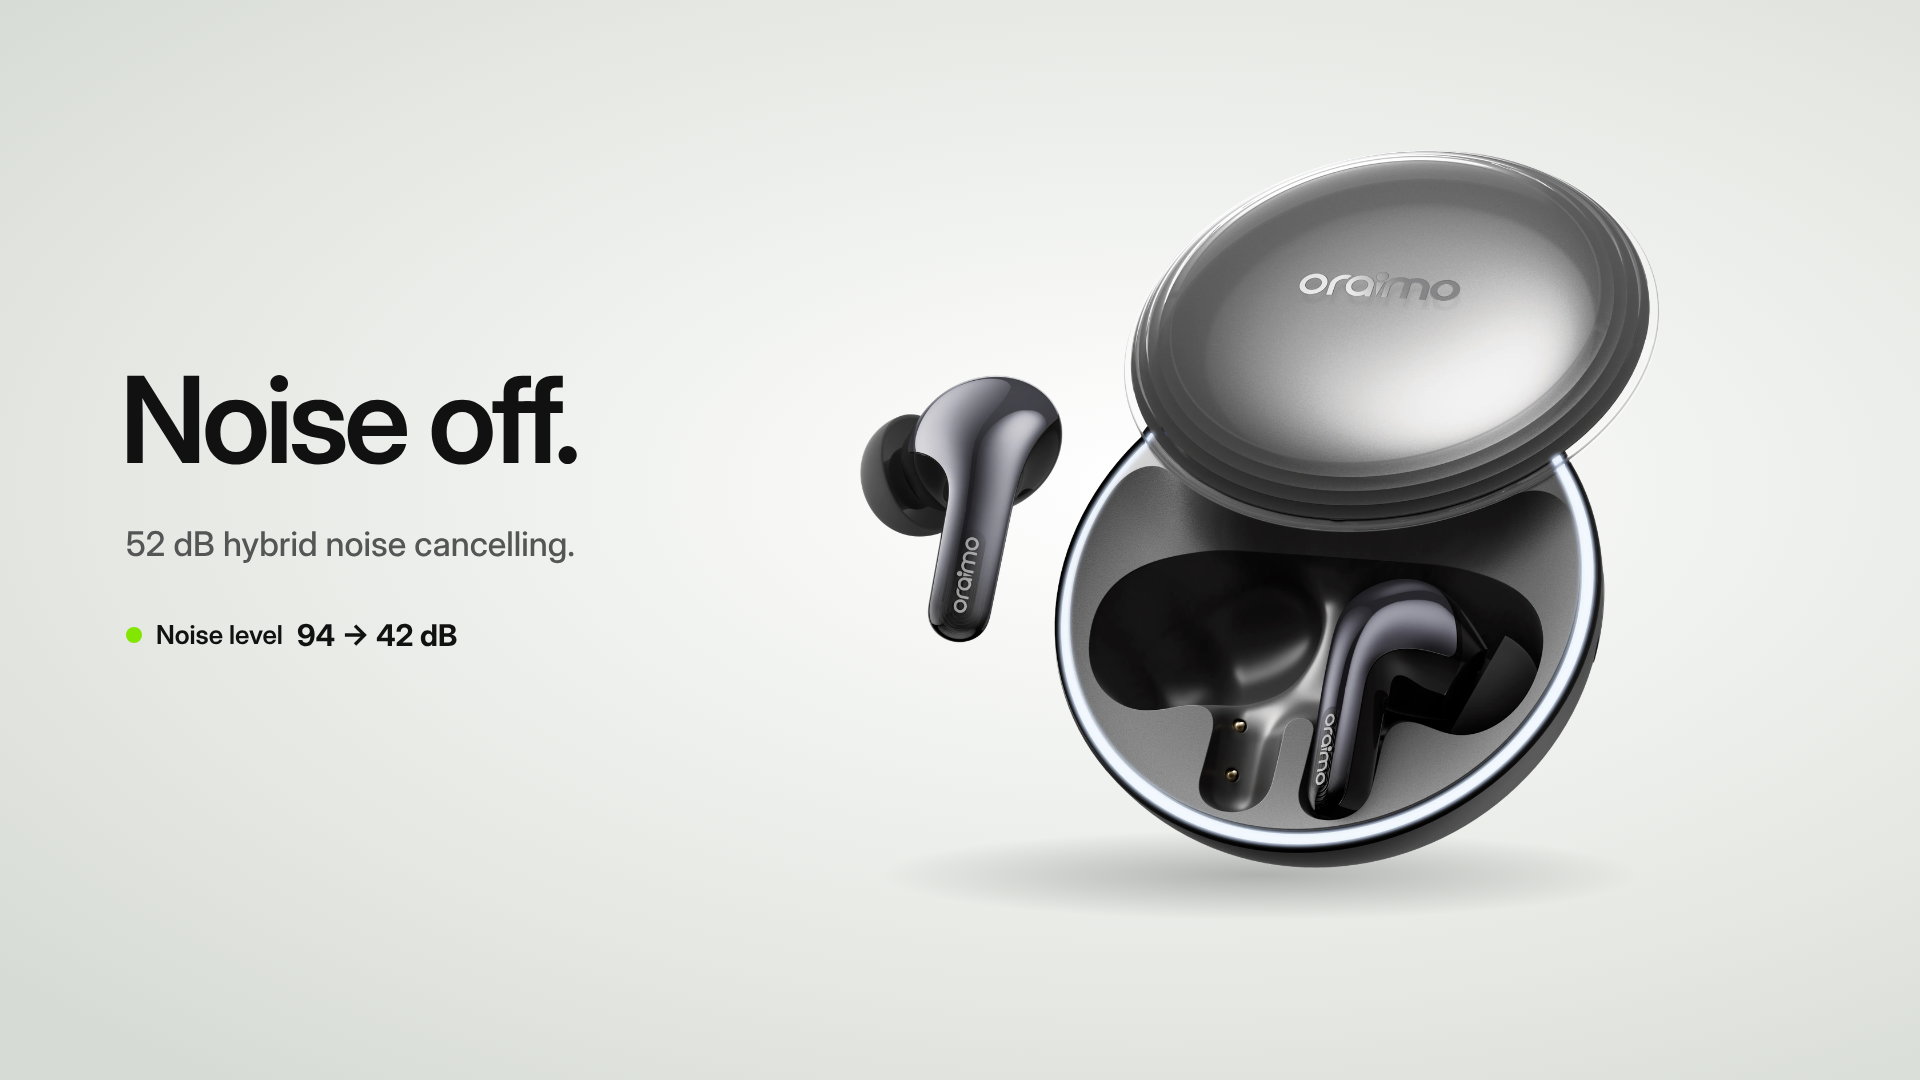 Noise off.
52 dB hybrid noise cancelling.
Noise level 94 → 42 dB
oraimo
oraimo
oraimo